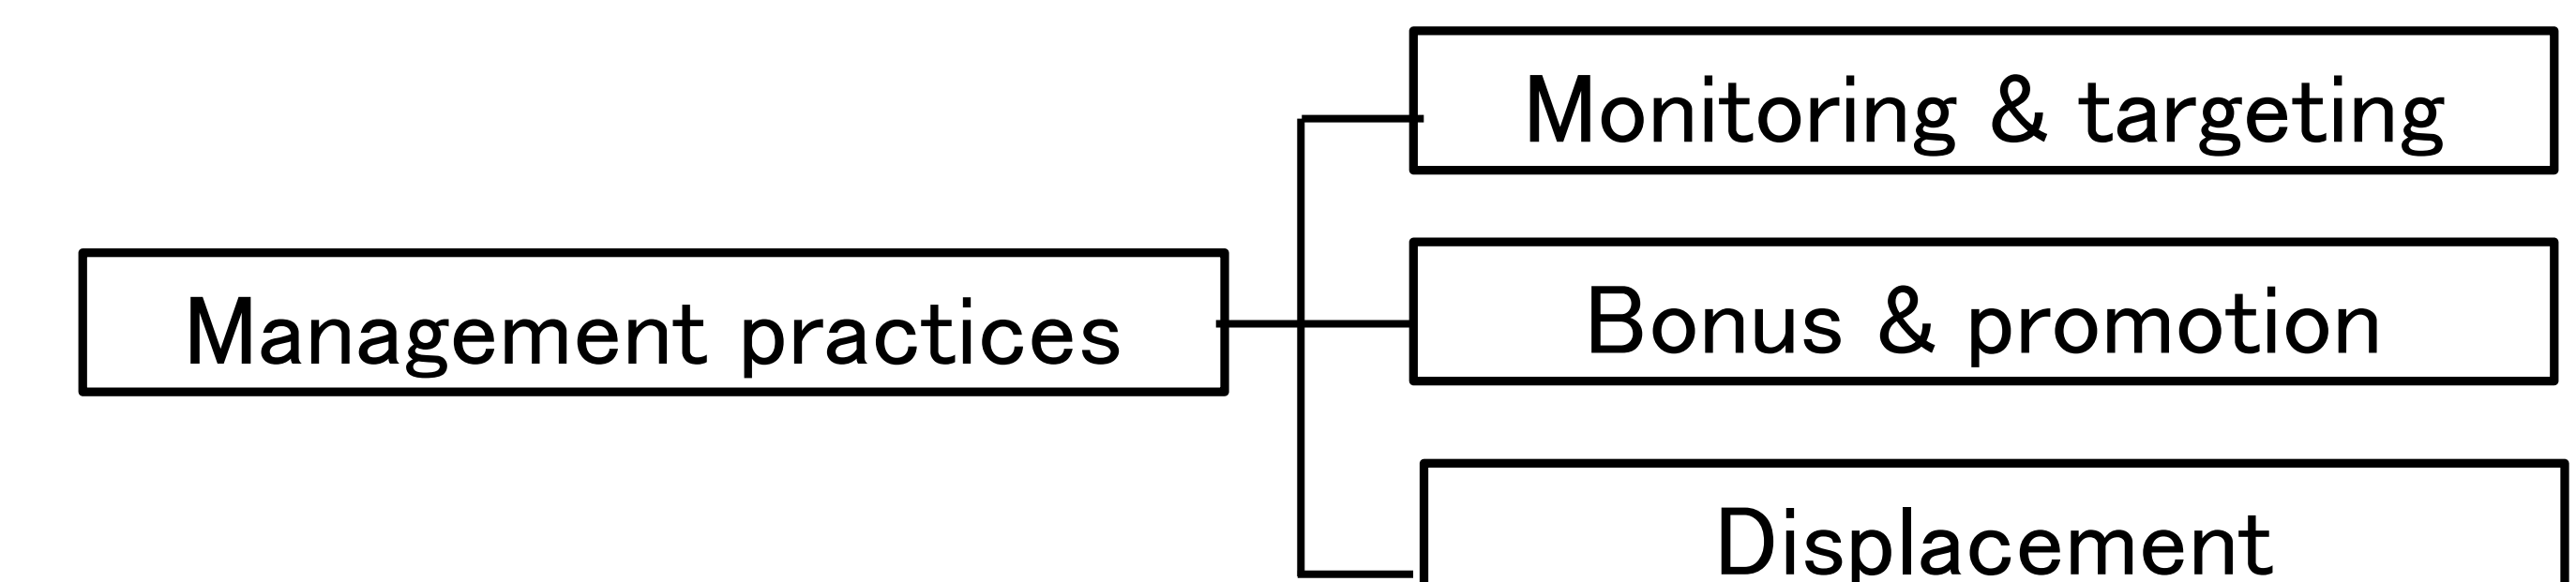 Monitoring & targeting
Management practices
Bonus & promotion
Displacement